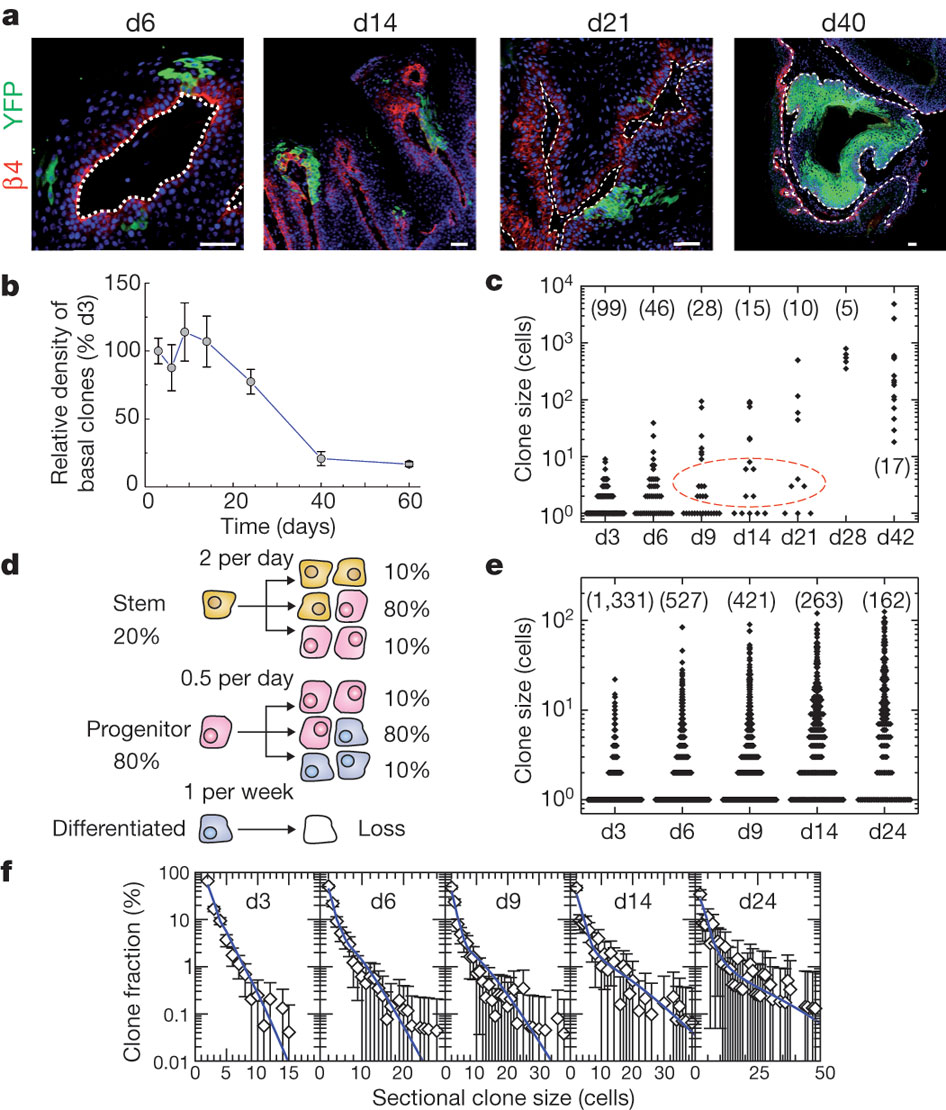 a
d6 d14 d21 d40
β4 YFP
b
150
100
50
0
Relative density of
basal clones (% d3)
0 20 40 60
Time (days)
c
10⁴
10³
10²
10¹
10⁰
Clone size (cells)
(99) (46) (28) (15) (10) (5)
(17)
d3 d6 d9 d14 d21 d28 d42
d
2 per day
Stem
20%
10%
80%
10%
0.5 per day
Progenitor
80%
10%
80%
10%
1 per week
Differentiated Loss
e
(1,331) (527) (421) (263) (162)
10²
10¹
10⁰
Clone size (cells)
d3 d6 d9 d14 d24
f
100
10
1
0.1
0.01
Clone fraction (%)
d3 d6 d9 d14 d24
0 5 10 15 0 10 20 0 10 20 30 0 10 20 30 0 25 50
Sectional clone size (cells)